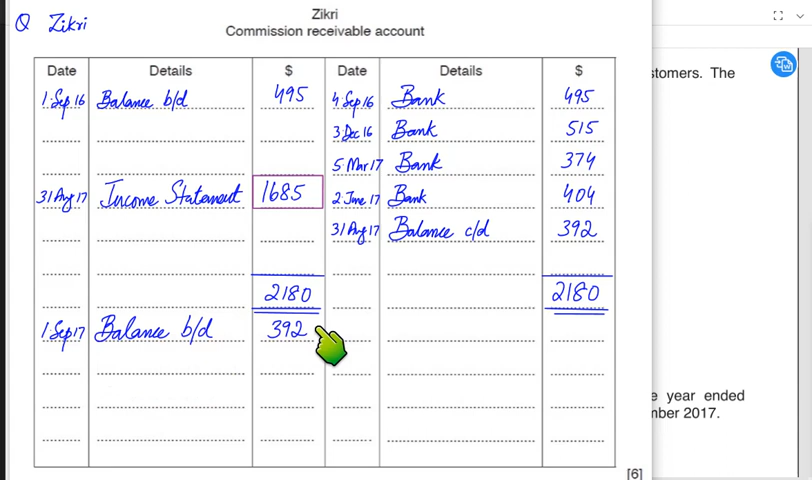 Q Zikri
Zikri
Commission receivable account
Date Details $ Date Details $
1 Sep 16 Balance b/d 495 4 Sep 16 Bank 495
3 Dec 16 Bank 515
5 Mar 17 Bank 374
31 Aug 17 Income Statement 1685 2 June 17 Bank 404
31 Aug 17 Balance c/d 392
2180 2180
1 Sep 17 Balance b/d 392
[6]
stomers. The
e year ended
mber 2017.